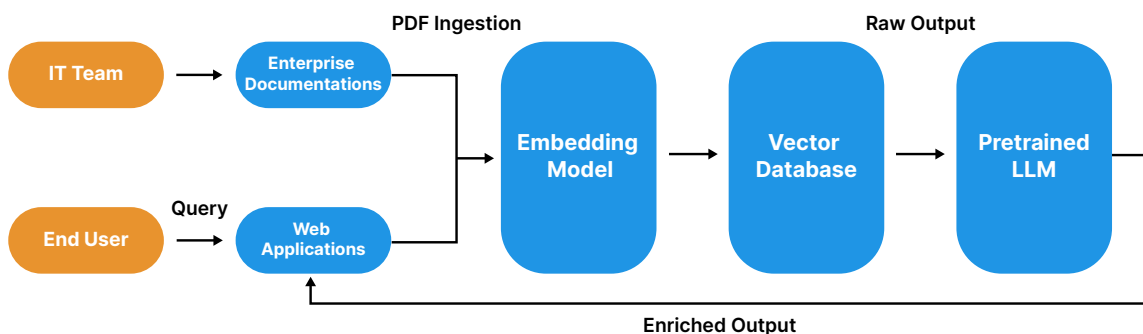 PDF Ingestion
Raw Output
IT Team
Enterprise
Documentations
Embedding
Model
Vector
Database
Pretrained
LLM
Query
End User
Web
Applications
Enriched Output